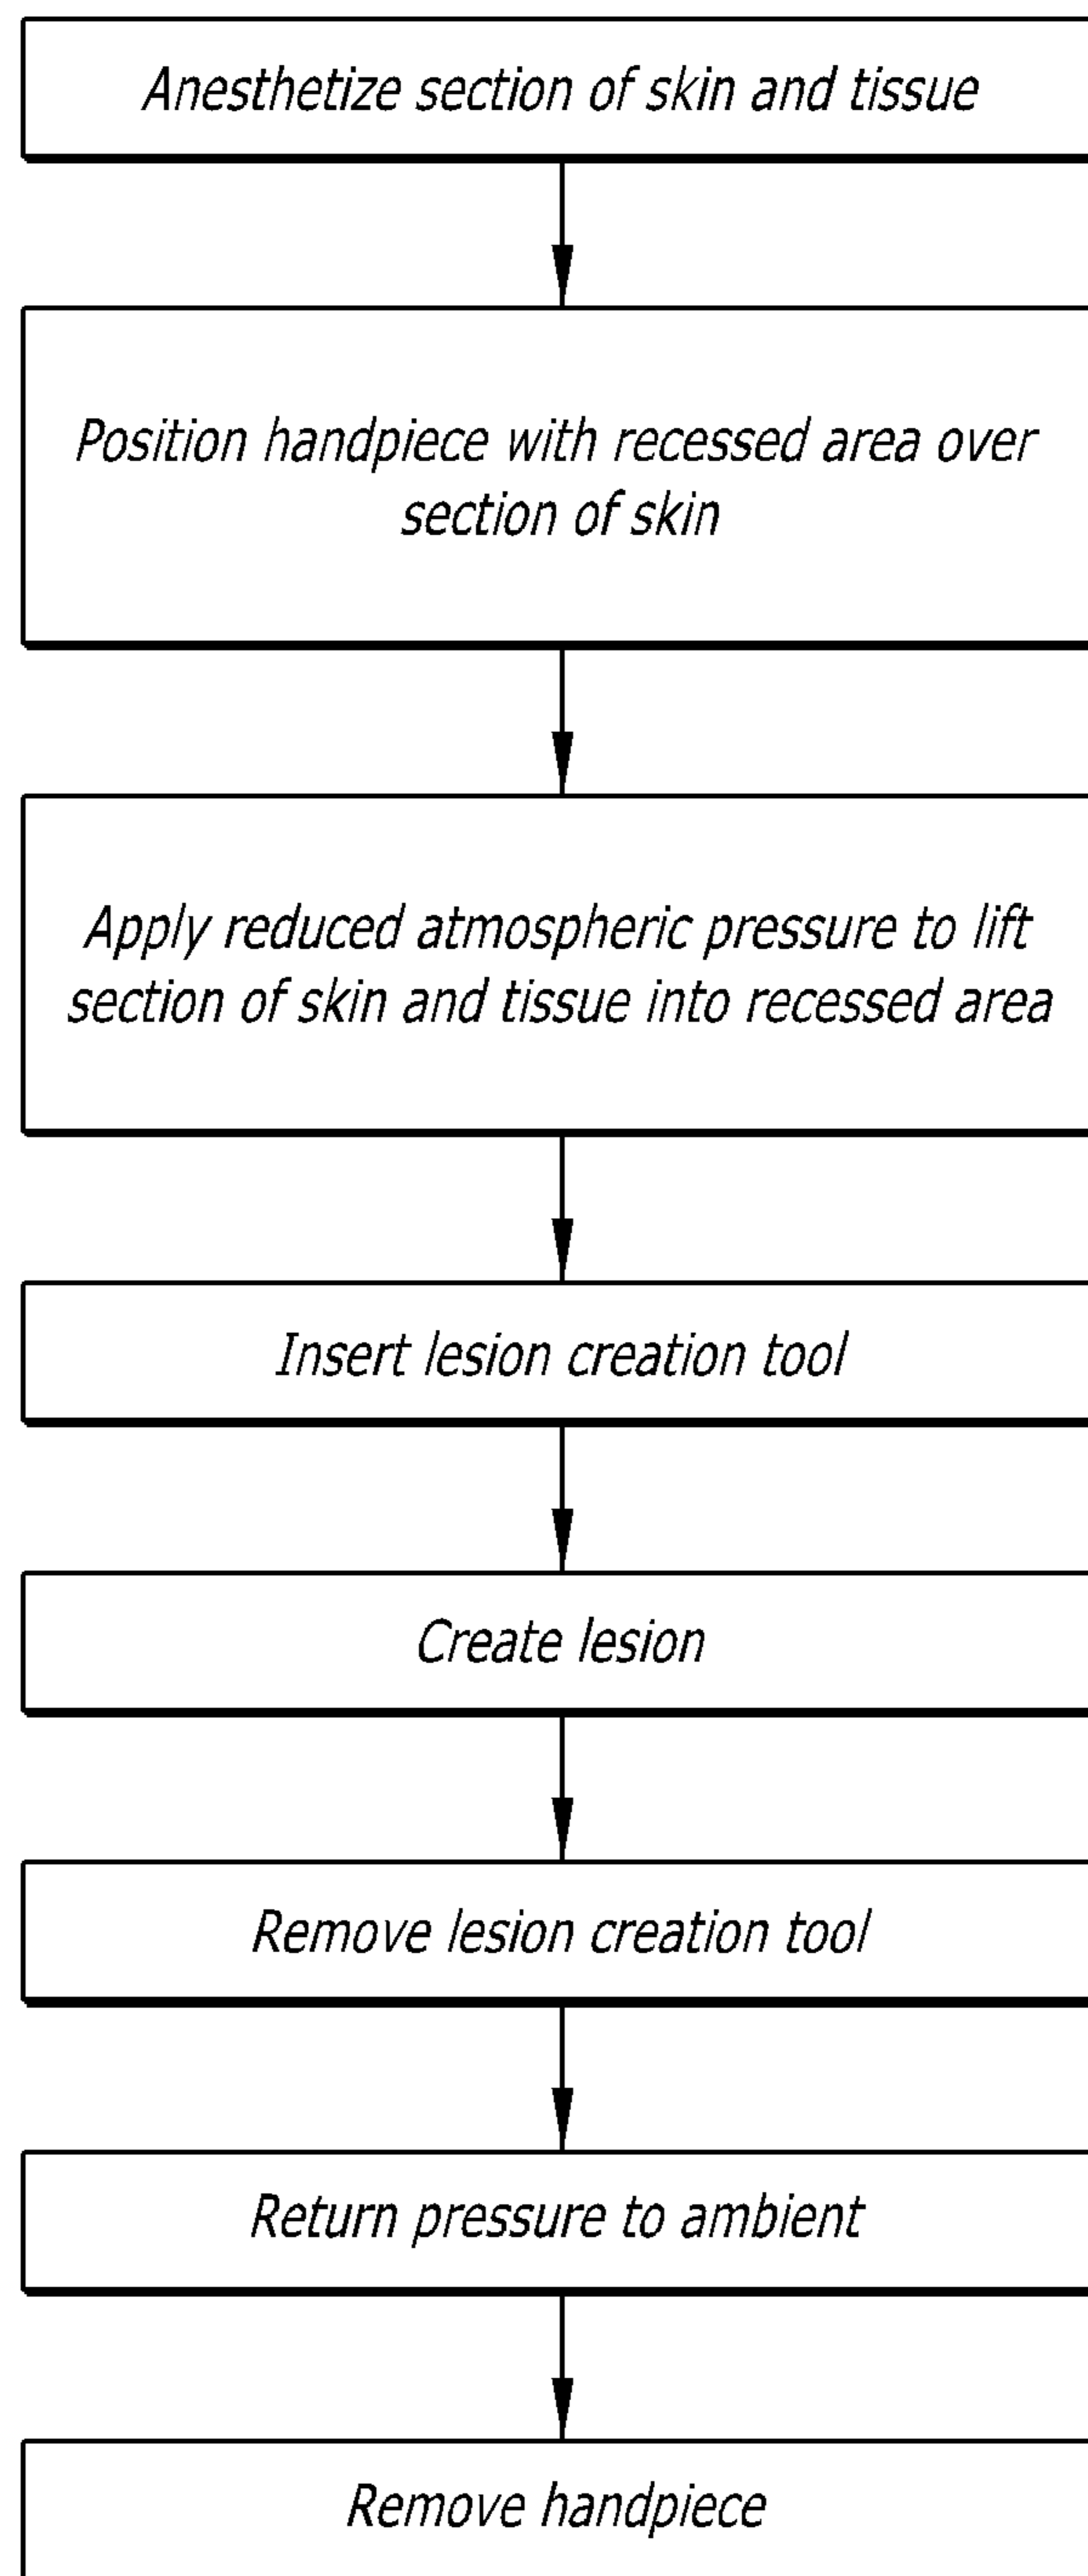 Anesthetize section of skin and tissue
Position handpiece with recessed area over
section of skin
Apply reduced atmospheric pressure to lift
section of skin and tissue into recessed area
Insert lesion creation tool
Create lesion
Remove lesion creation tool
Return pressure to ambient
Remove handpiece